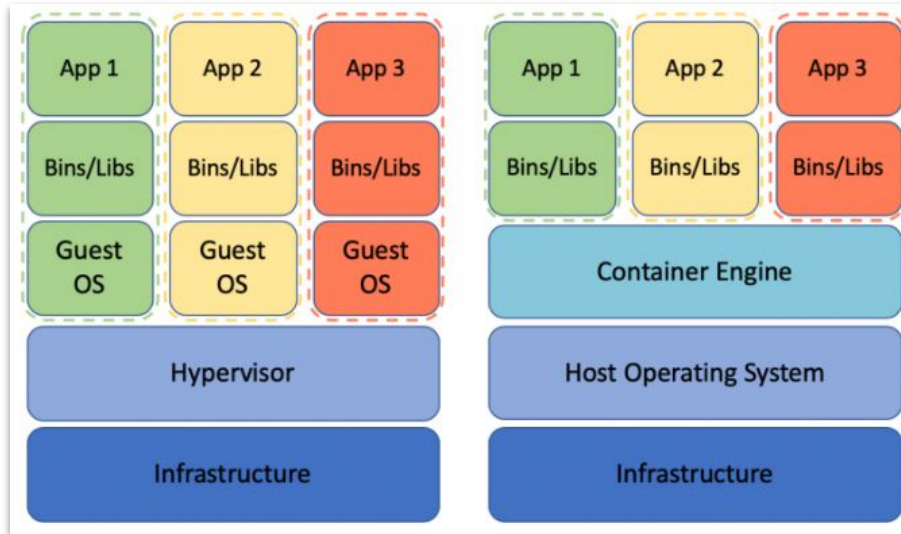 App 1
App 2
App 3
Bins/Libs
Bins/Libs
Bins/Libs
Guest
OS
Guest
OS
Guest
OS
Hypervisor
Infrastructure
App 1
App 2
App 3
Bins/Libs
Bins/Libs
Bins/Libs
Container Engine
Host Operating System
Infrastructure